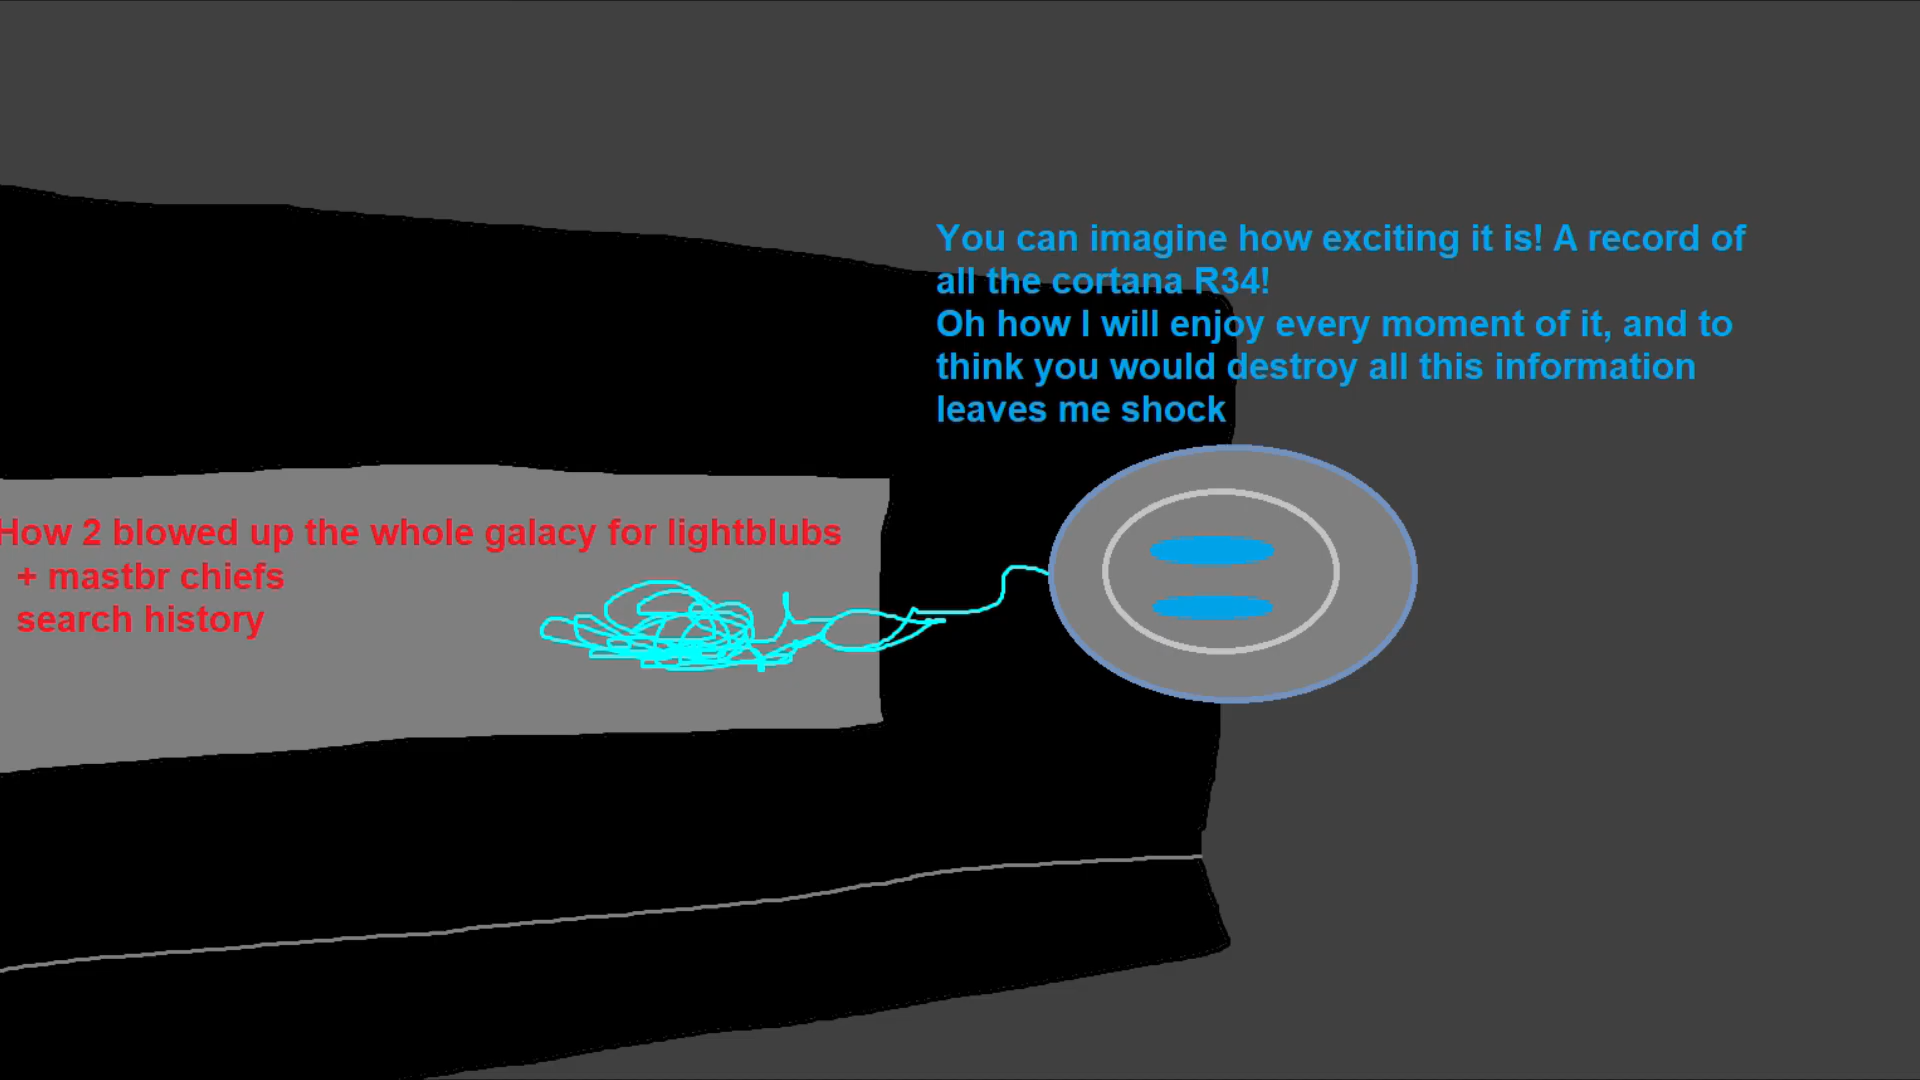 You can imagine how exciting it is! A record of
all the cortana R34!
Oh how I will enjoy every moment of it, and to
think you would destroy all this information
leaves me shock
How 2 blowed up the whole galacy for lightblubs
+ mastbr chiefs
search history